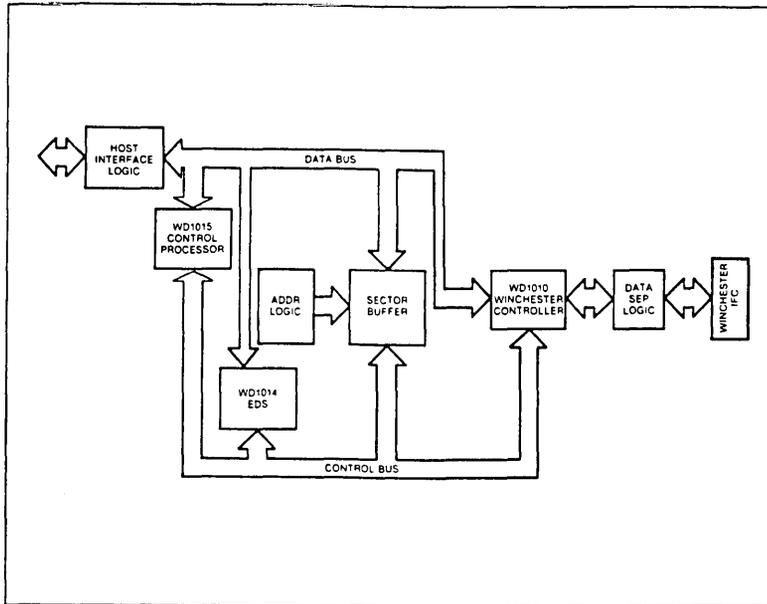 HOST
INTERFACE
LOGIC
DATA BUS
WD1015
CONTROL
PROCESSOR
ADDR
LOGIC
SECTOR
BUFFER
WD1010
WINCHESTER
CONTROLLER
DATA
SEP
LOGIC
WINCHESTER
IFC
WD1014
EDS
CONTROL BUS